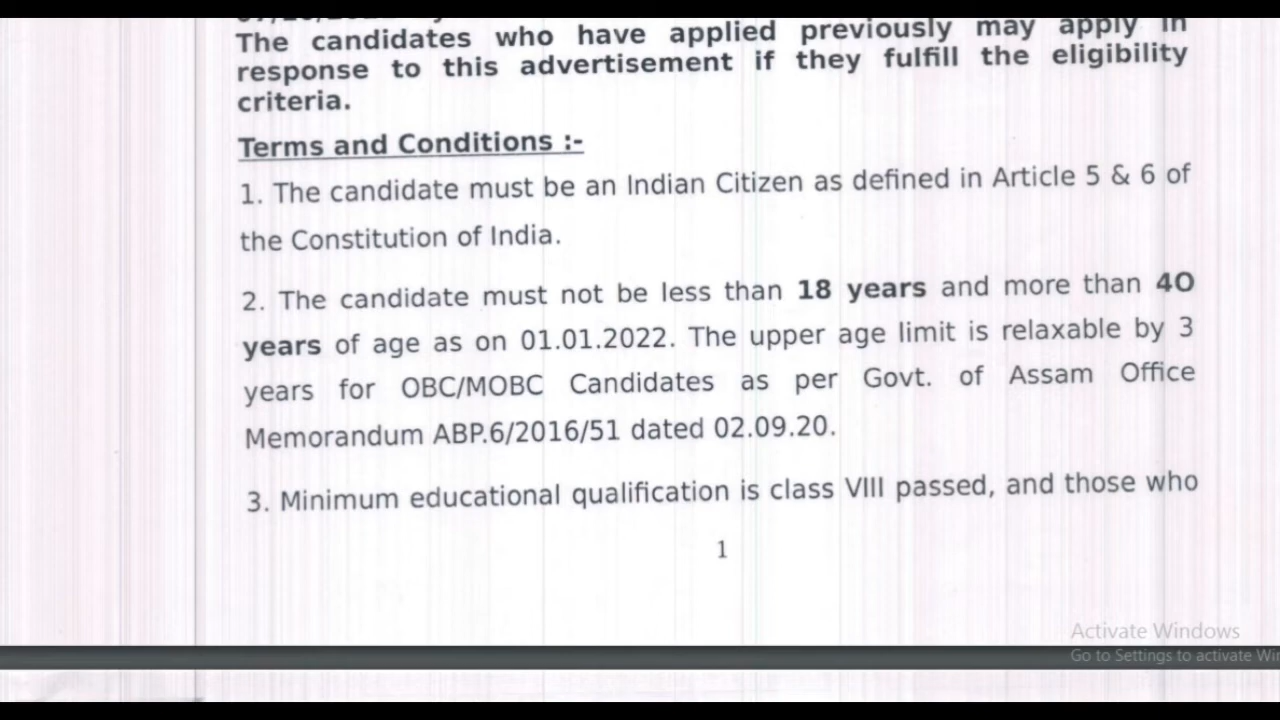 The candidates who have applied previously may apply in
response to this advertisement if they fulfill the eligibility
criteria.
Terms and Conditions :-
1. The candidate must be an Indian Citizen as defined in Article 5 & 6 of
the Constitution of India.
2. The candidate must not be less than 18 years and more than 4O
years of age as on 01.01.2022. The upper age limit is relaxable by 3
years for OBC/MOBC Candidates as per Govt. of Assam Office
Memorandum ABP.6/2016/51 dated 02.09.20.
3. Minimum educational qualification is class VIII passed, and those who
1
Activate Windows
Go to Settings to activate Wi